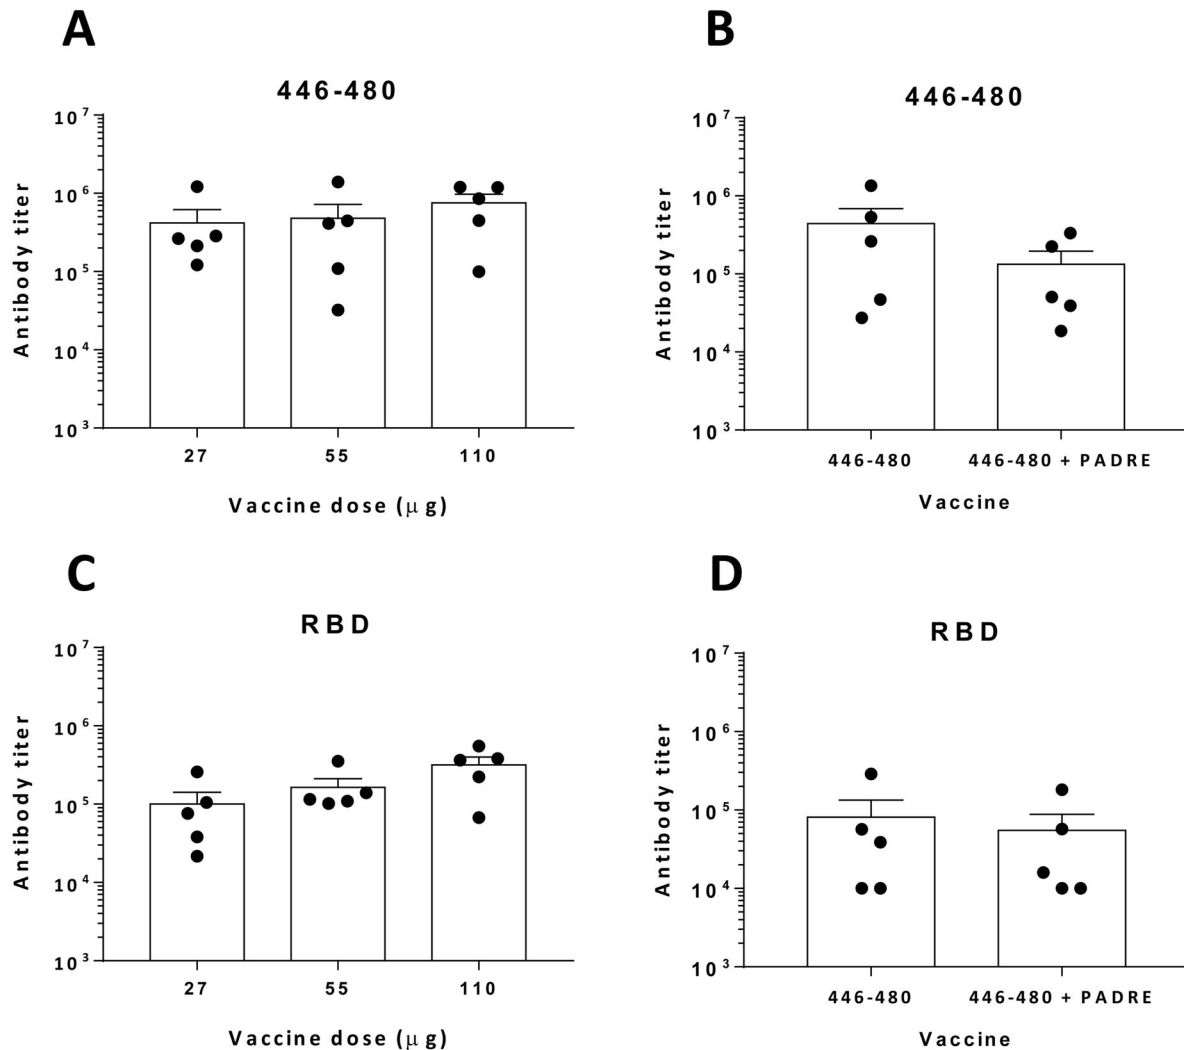 A
446-480
Antibody titer
10^7
10^6
10^5
10^4
10^3
27 55 110
Vaccine dose (μg)
B
446-480
Antibody titer
10^7
10^6
10^5
10^4
10^3
446-480 446-480 + PADRE
Vaccine
C
RBD
Antibody titer
10^7
10^6
10^5
10^4
10^3
27 55 110
Vaccine dose (μg)
D
RBD
Antibody titer
10^7
10^6
10^5
10^4
10^3
446-480 446-480 + PADRE
Vaccine